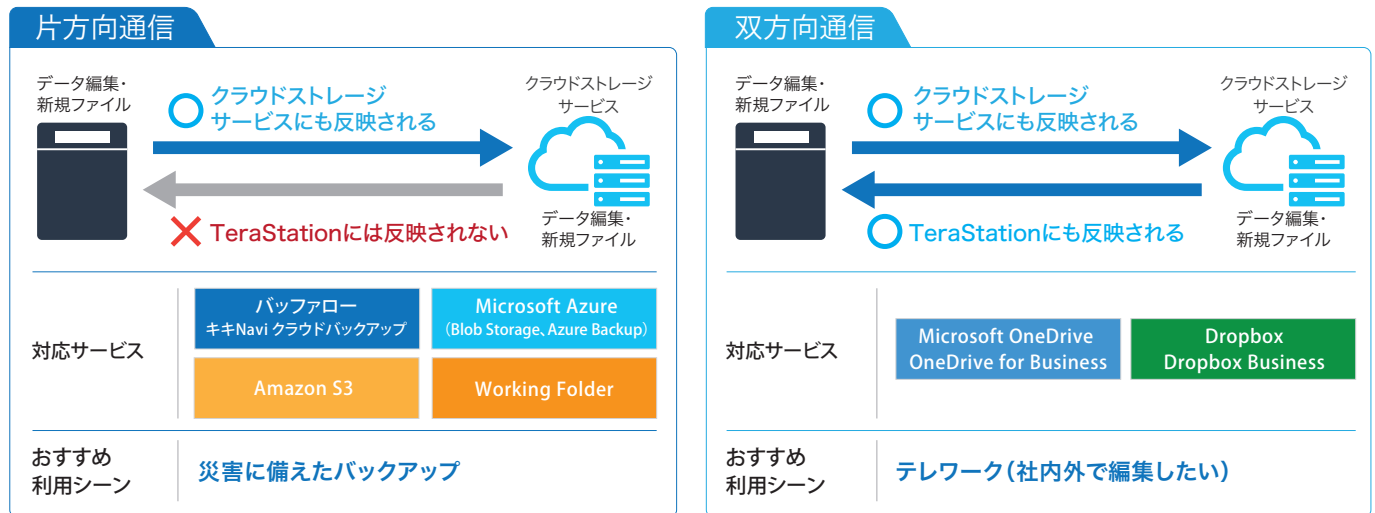 片方向通信
データ編集・
新規ファイル
クラウドストレージ
サービスにも反映される
クラウドストレージ
サービス
TeraStationには反映されない
データ編集・
新規ファイル
対応サービス
バッファロー
キキNavi クラウドバックアップ
Microsoft Azure
（Blob Storage、Azure Backup）
Amazon S3
Working Folder
おすすめ
利用シーン
災害に備えたバックアップ
双方向通信
データ編集・
新規ファイル
クラウドストレージ
サービスにも反映される
クラウドストレージ
サービス
TeraStationにも反映される
データ編集・
新規ファイル
対応サービス
Microsoft OneDrive
OneDrive for Business
Dropbox
Dropbox Business
おすすめ
利用シーン
テレワーク（社内外で編集したい）